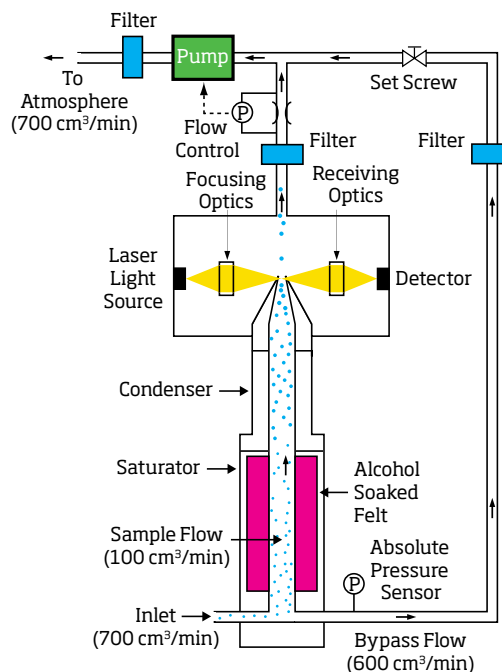 Filter
Pump
To
Atmosphere
(700 cm³/min)
Set Screw
P
Flow
Control
Filter
Filter
Focusing
Optics
Receiving
Optics
Laser
Light
Source
Detector
Condenser
Saturator
Alcohol
Soaked
Felt
Sample Flow
(100 cm³/min)
Absolute
Pressure
Sensor
P
Inlet
(700 cm³/min)
Bypass Flow
(600 cm³/min)